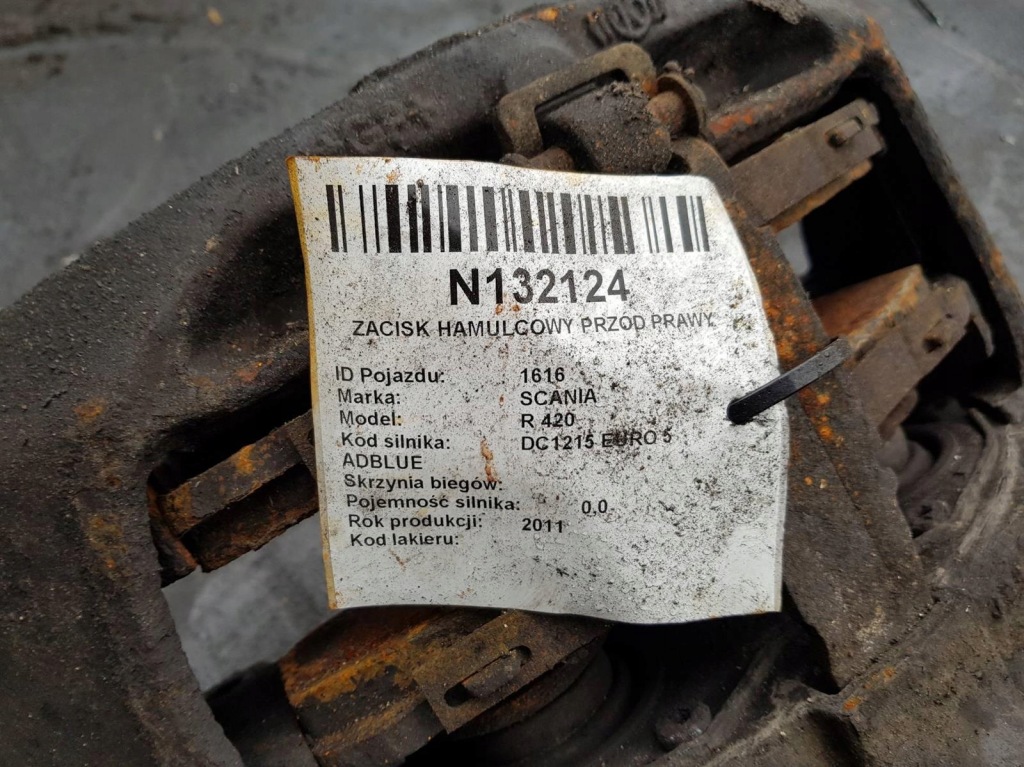 N132124
ZACISK HAMULCOWY PRZOD PRAWY
ID Pojazdu: 1616
Marka: SCANIA
Model: R 420
Kod silnika: DC1215 EURO 5
ADBLUE
Skrzynia biegów:
Pojemność silnika: 0.0
Rok produkcji: 2011
Kod lakieru: